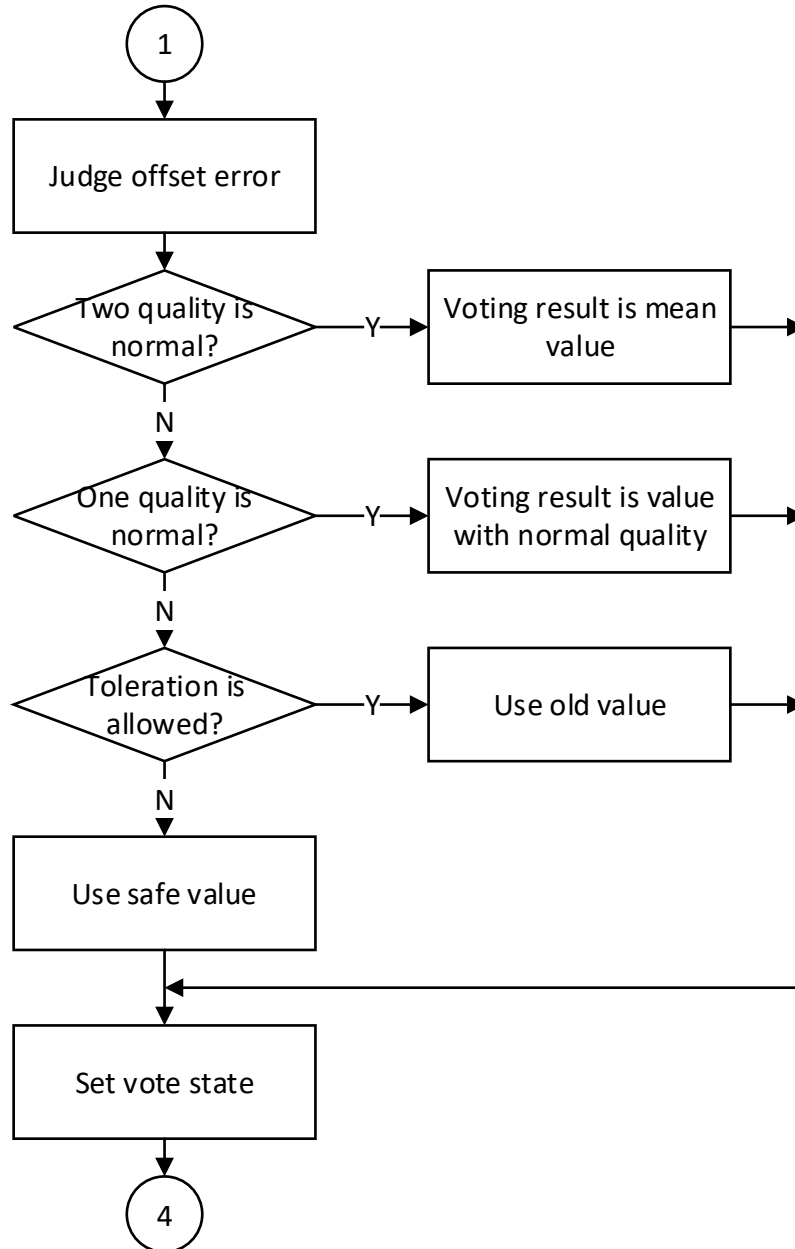 1
Judge offset error
Two quality is
normal?
Y
Voting result is mean
value
N
One quality is
normal?
Y
Voting result is value
with normal quality
N
Toleration is
allowed?
Y
Use old value
N
Use safe value
Set vote state
4